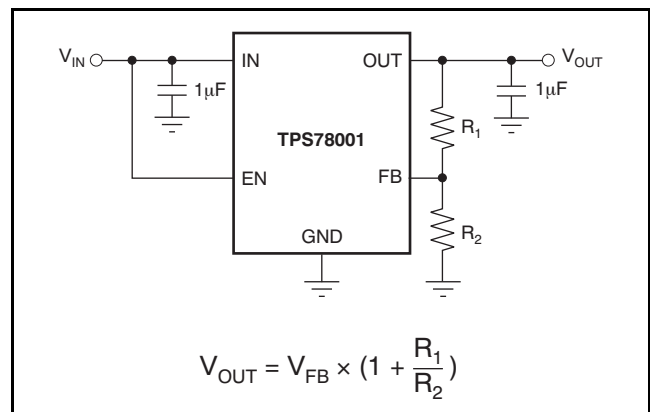 V_IN
IN
OUT
V_OUT
1μF
1μF
R_1
TPS78001
EN
FB
R_2
GND
V_OUT = V_FB × (1 + R_1/R_2)